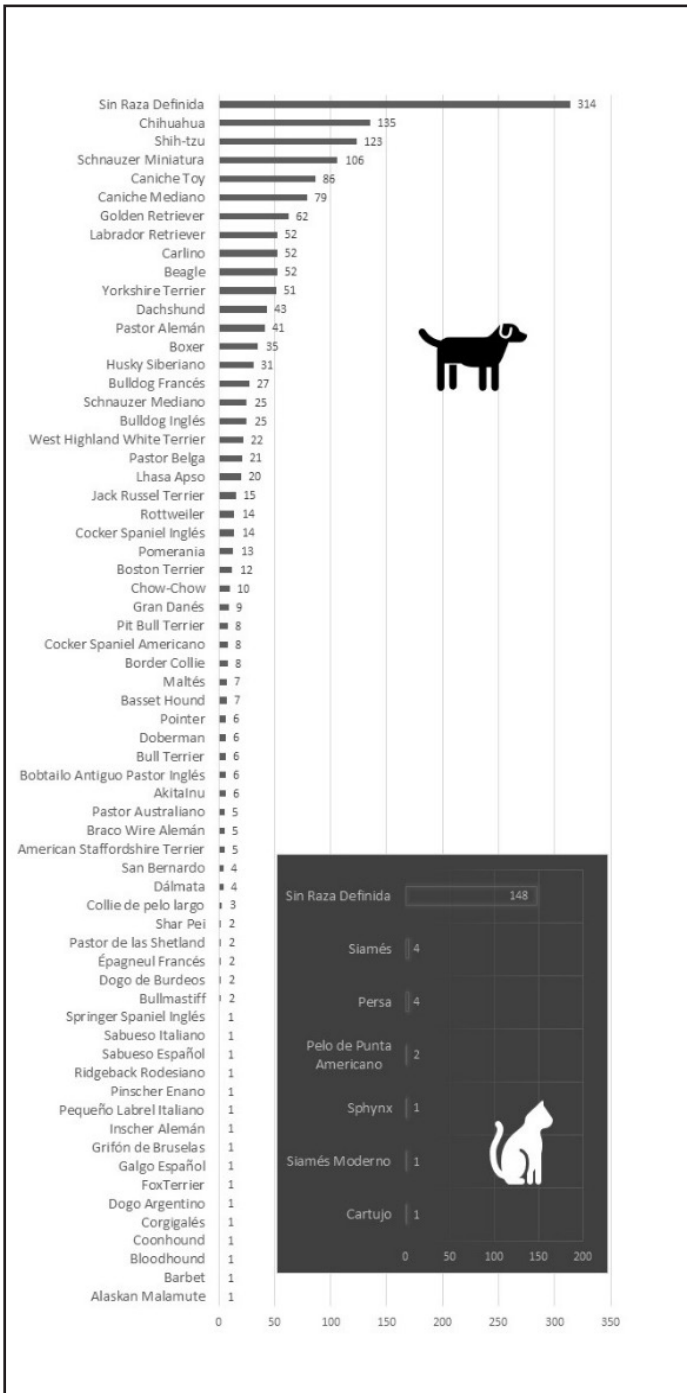 Sin Raza Definida 314
Chihuahua 135
Shih-tzu 123
Schnauzer Miniatura 106
Caniche Toy 86
Caniche Mediano 79
Golden Retriever 62
Labrador Retriever 52
Carlino 52
Beagle 52
Yorkshire Terrier 51
Dachshund 43
Pastor Alemán 41
Boxer 35
Husky Siberiano 31
Bulldog Francés 27
Schnauzer Mediano 25
Bulldog Inglés 25
West Highland White Terrier 22
Pastor Belga 21
Lhasa Apso 20
Jack Russel Terrier 15
Rottweiler 14
Cocker Spaniel Inglés 14
Pomerania 13
Boston Terrier 12
Chow-Chow 10
Gran Danés 9
Pit Bull Terrier 8
Cocker Spaniel Americano 8
Border Collie 8
Maltés 7
Basset Hound 7
Pointer 6
Doberman 6
Bull Terrier 6
Bobtailo Antiguo Pastor Inglés 6
AkitaInu 6
Pastor Australiano 5
Braco Wire Alemán 5
American Staffordshire Terrier 5
San Bernardo 4
Dálmata 4
Collie de pelo largo 3
Shar Pei 2
Pastor de las Shetland 2
Épagneul Francés 2
Dogo de Burdeos 2
Bullmastiff 2
Springer Spaniel Inglés 1
Sabueso Italiano 1
Sabueso Español 1
Ridgeback Rodesiano 1
Pinscher Enano 1
Pequeño Labrel Italiano 1
Inscher Alemán 1
Grifón de Bruselas 1
Galgo Español 1
FoxTerrier 1
Dogo Argentino 1
Corgigalés 1
Coonhound 1
Bloodhound 1
Barbet 1
Alaskan Malamute 1
0 50 100 150 200 250 300 350
Sin Raza Definida 148
Siamés 4
Persa 4
Pelo de Punta
Americano 2
Sphynx 1
Siamés Moderno 1
Cartujo 1
0 50 100 150 200